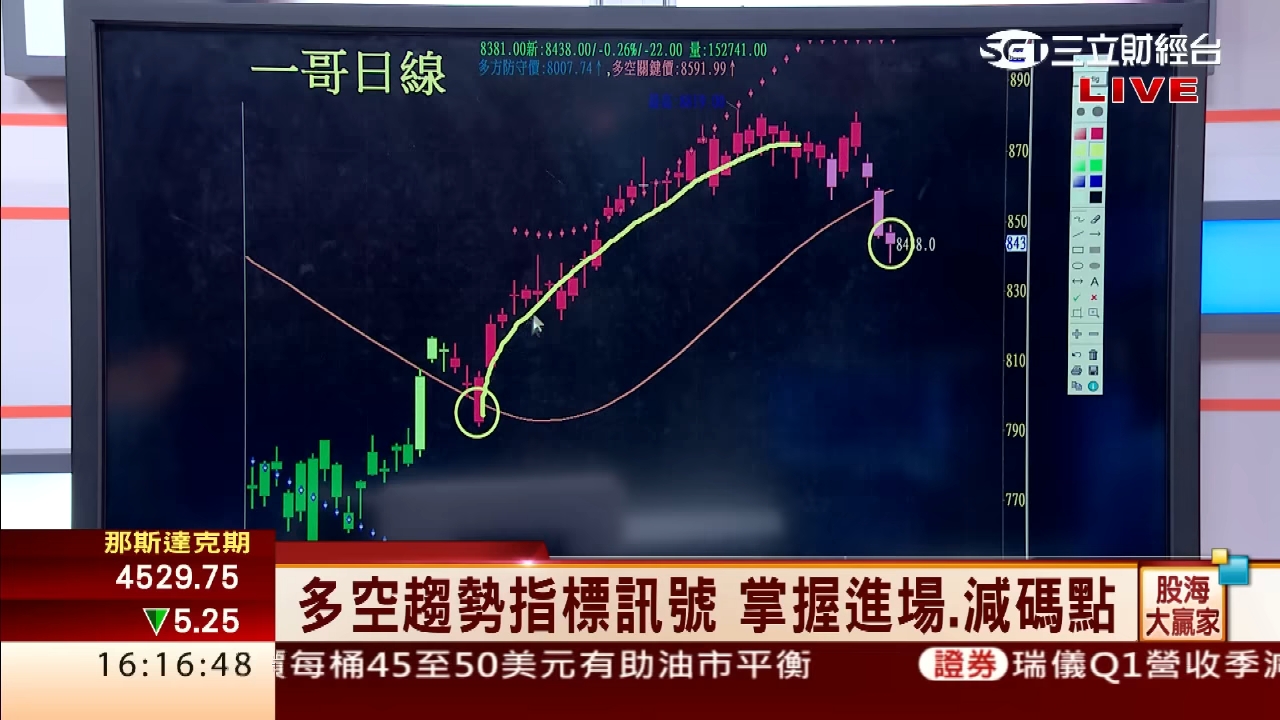 8381.00新:8438.00/-0.26%/-22.00 量:152741.00
一哥日線
多方防守價:8007.74↑,多空關鍵價:8591.99↑
SET三立財經台
LIVE
890
870
850
843
830
810
790
770
A
那斯達克期
4529.75
▼5.25
多空趨勢指標訊號 掌握進場.減碼點
股海
大贏家
16:16:48
每桶45至50美元有助油市平衡
證券 瑞儀Q1營收季減